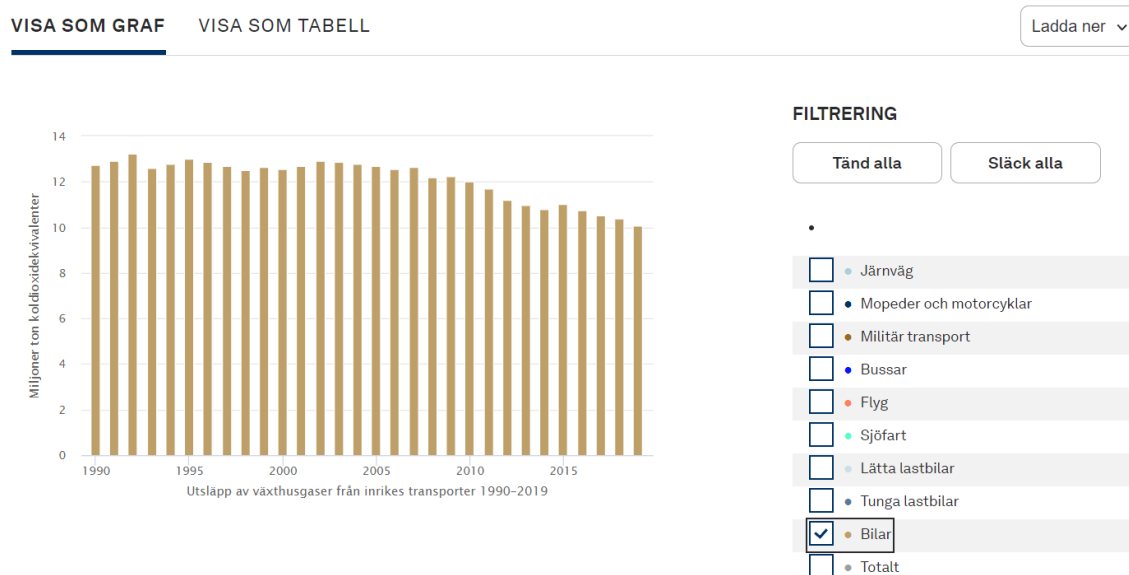 VISA SOM GRAF VISA SOM TABELL Ladda ner
FILTRERING
Tänd alla Släck alla
14
12
10
8
6
4
2
0
Miljoner ton koldioxidekvivalenter
1990 1995 2000 2005 2010 2015
Utsläpp av växthusgaser från inrikes transporter 1990–2019
Järnväg
Mopeder och motorcyklar
Militär transport
Bussar
Flyg
Sjöfart
Lätta lastbilar
Tunga lastbilar
Bilar
Totalt